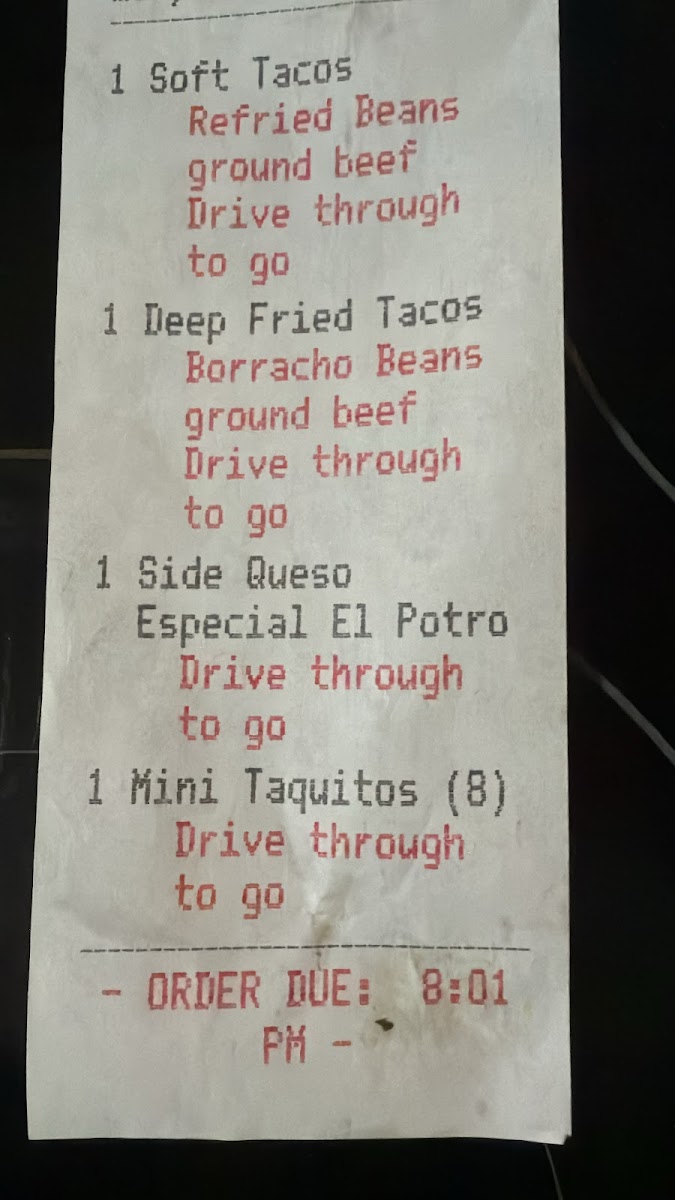 1 Soft Tacos
Refried Beans
ground beef
Drive through
to go
1 Deep Fried Tacos
Borracho Beans
ground beef
Drive through
to go
1 Side Queso
Especial El Potro
Drive through
to go
1 Mini Taquitos (8)
Drive through
to go
- ORDER DUE: 8:01
PM -